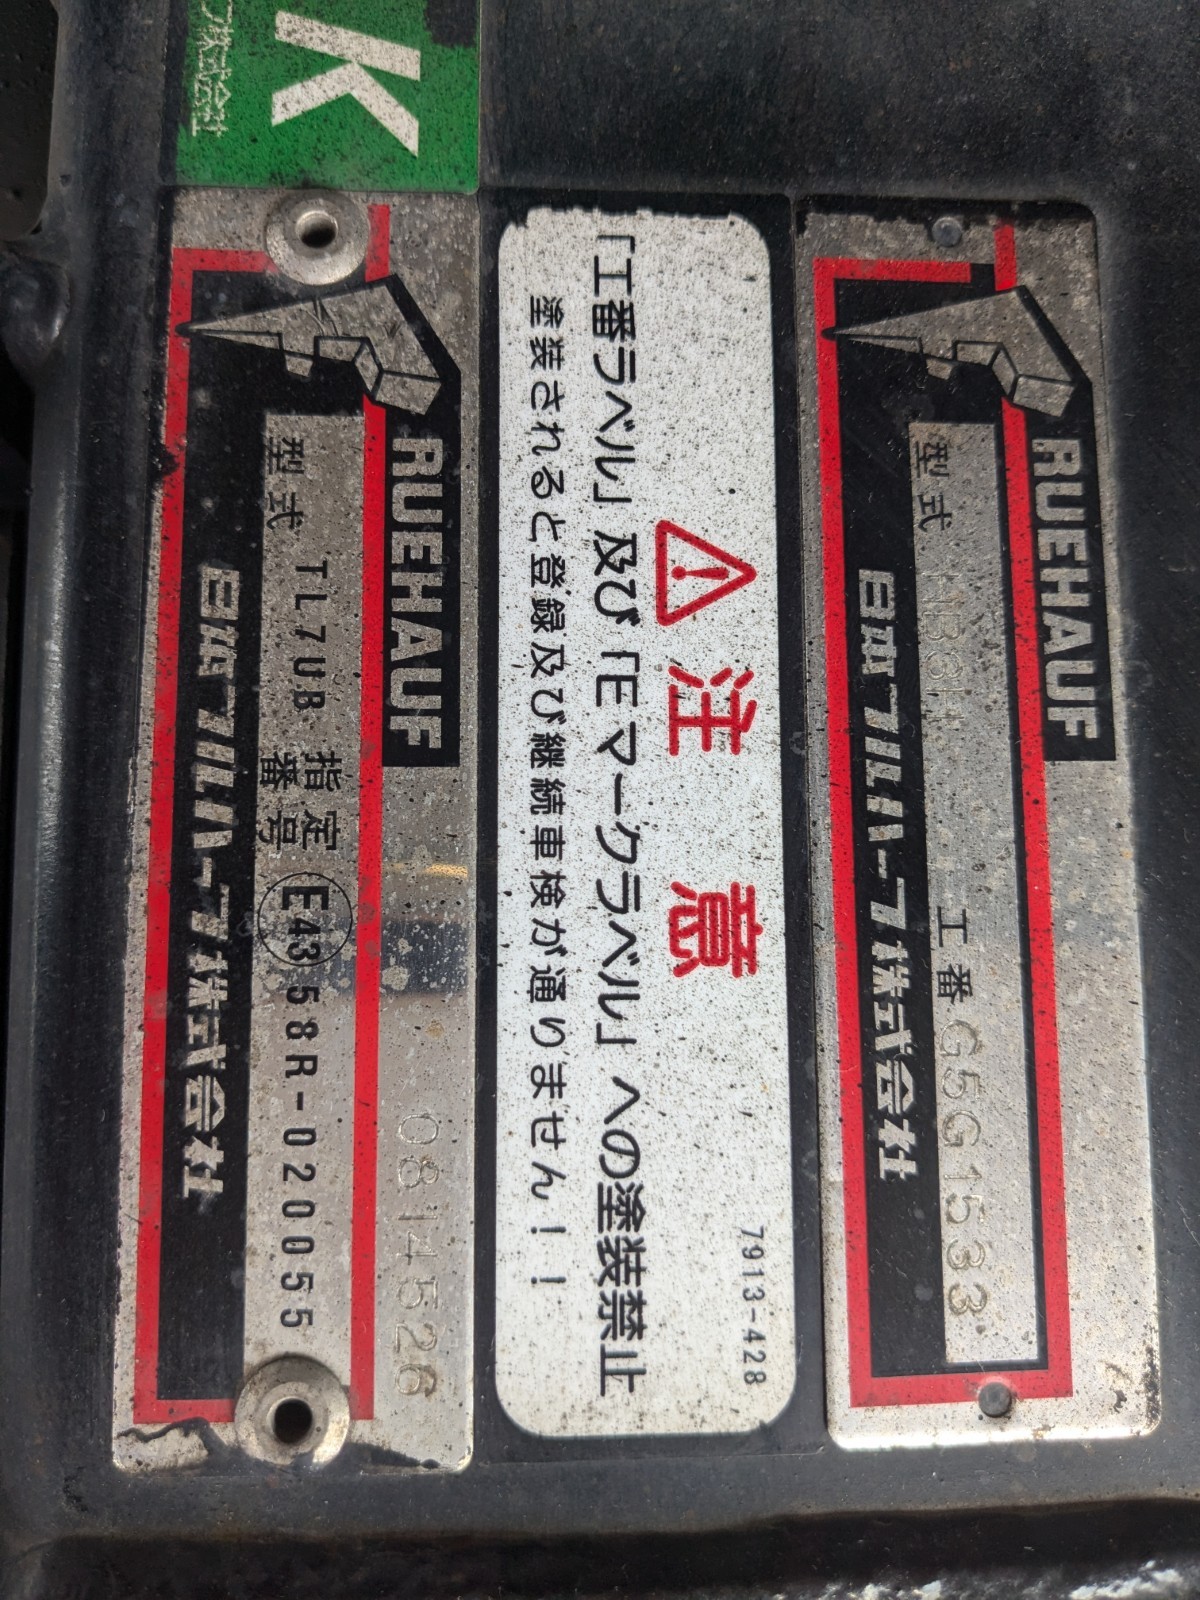 RUEHAUF
型式 工番 G5G1533
日本フルハーフ株式会社
7913-428
注意
「工番ラベル」及び「Eマークラベル」への塗装禁止
塗装されると登録及び継続車検が通りません!!
RUEHAUF
0814526
型式 TL7UB 指定番号 E43 58R-020055
日本フルハーフ株式会社
K
株式会社